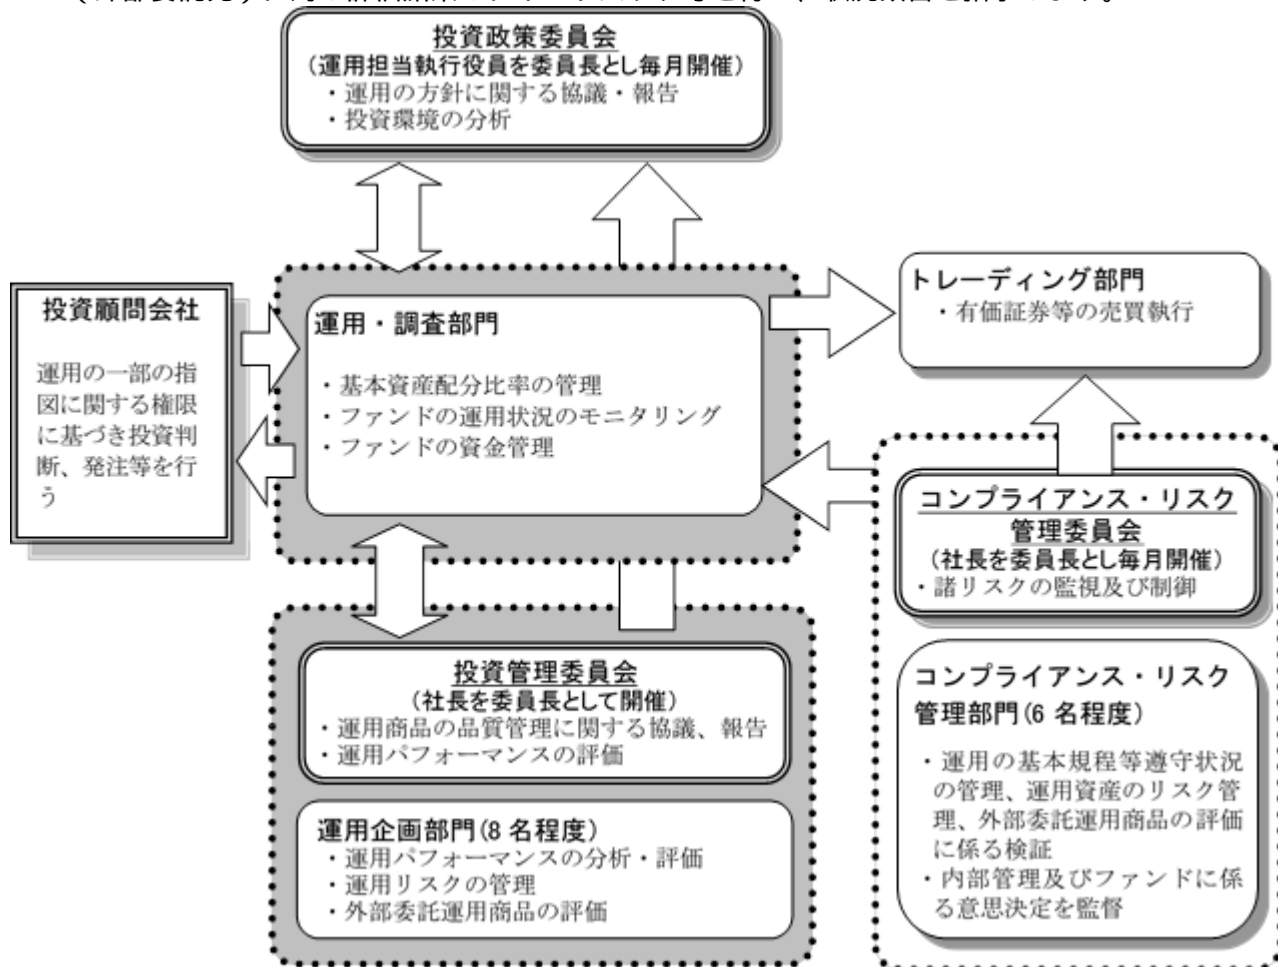 投資政策委員会
(運用担当執行役員を委員長とし毎月開催)
・運用の方針に関する協議・報告
・投資環境の分析
投資顧問会社
運用の一部の指
図に関する権限
に基づき投資判
断、発注等を行
う
運用・調査部門
・基本資産配分比率の管理
・ファンドの運用状況のモニタリング
・ファンドの資金管理
トレーディング部門
・有価証券等の売買執行
コンプライアンス・リスク
管理委員会
(社長を委員長とし毎月開催)
・諸リスクの監視及び制御
投資管理委員会
(社長を委員長として開催)
・運用商品の品質管理に関する協議、報告
・運用パフォーマンスの評価
運用企画部門(8 名程度)
・運用パフォーマンスの分析・評価
・運用リスクの管理
・外部委託運用商品の評価
コンプライアンス・リスク
管理部門(6 名程度)
・運用の基本規程等遵守状況
の管理、運用資産のリスク管
理、外部委託運用商品の評価
に係る検証
・内部管理及びファンドに係
る意思決定を監督